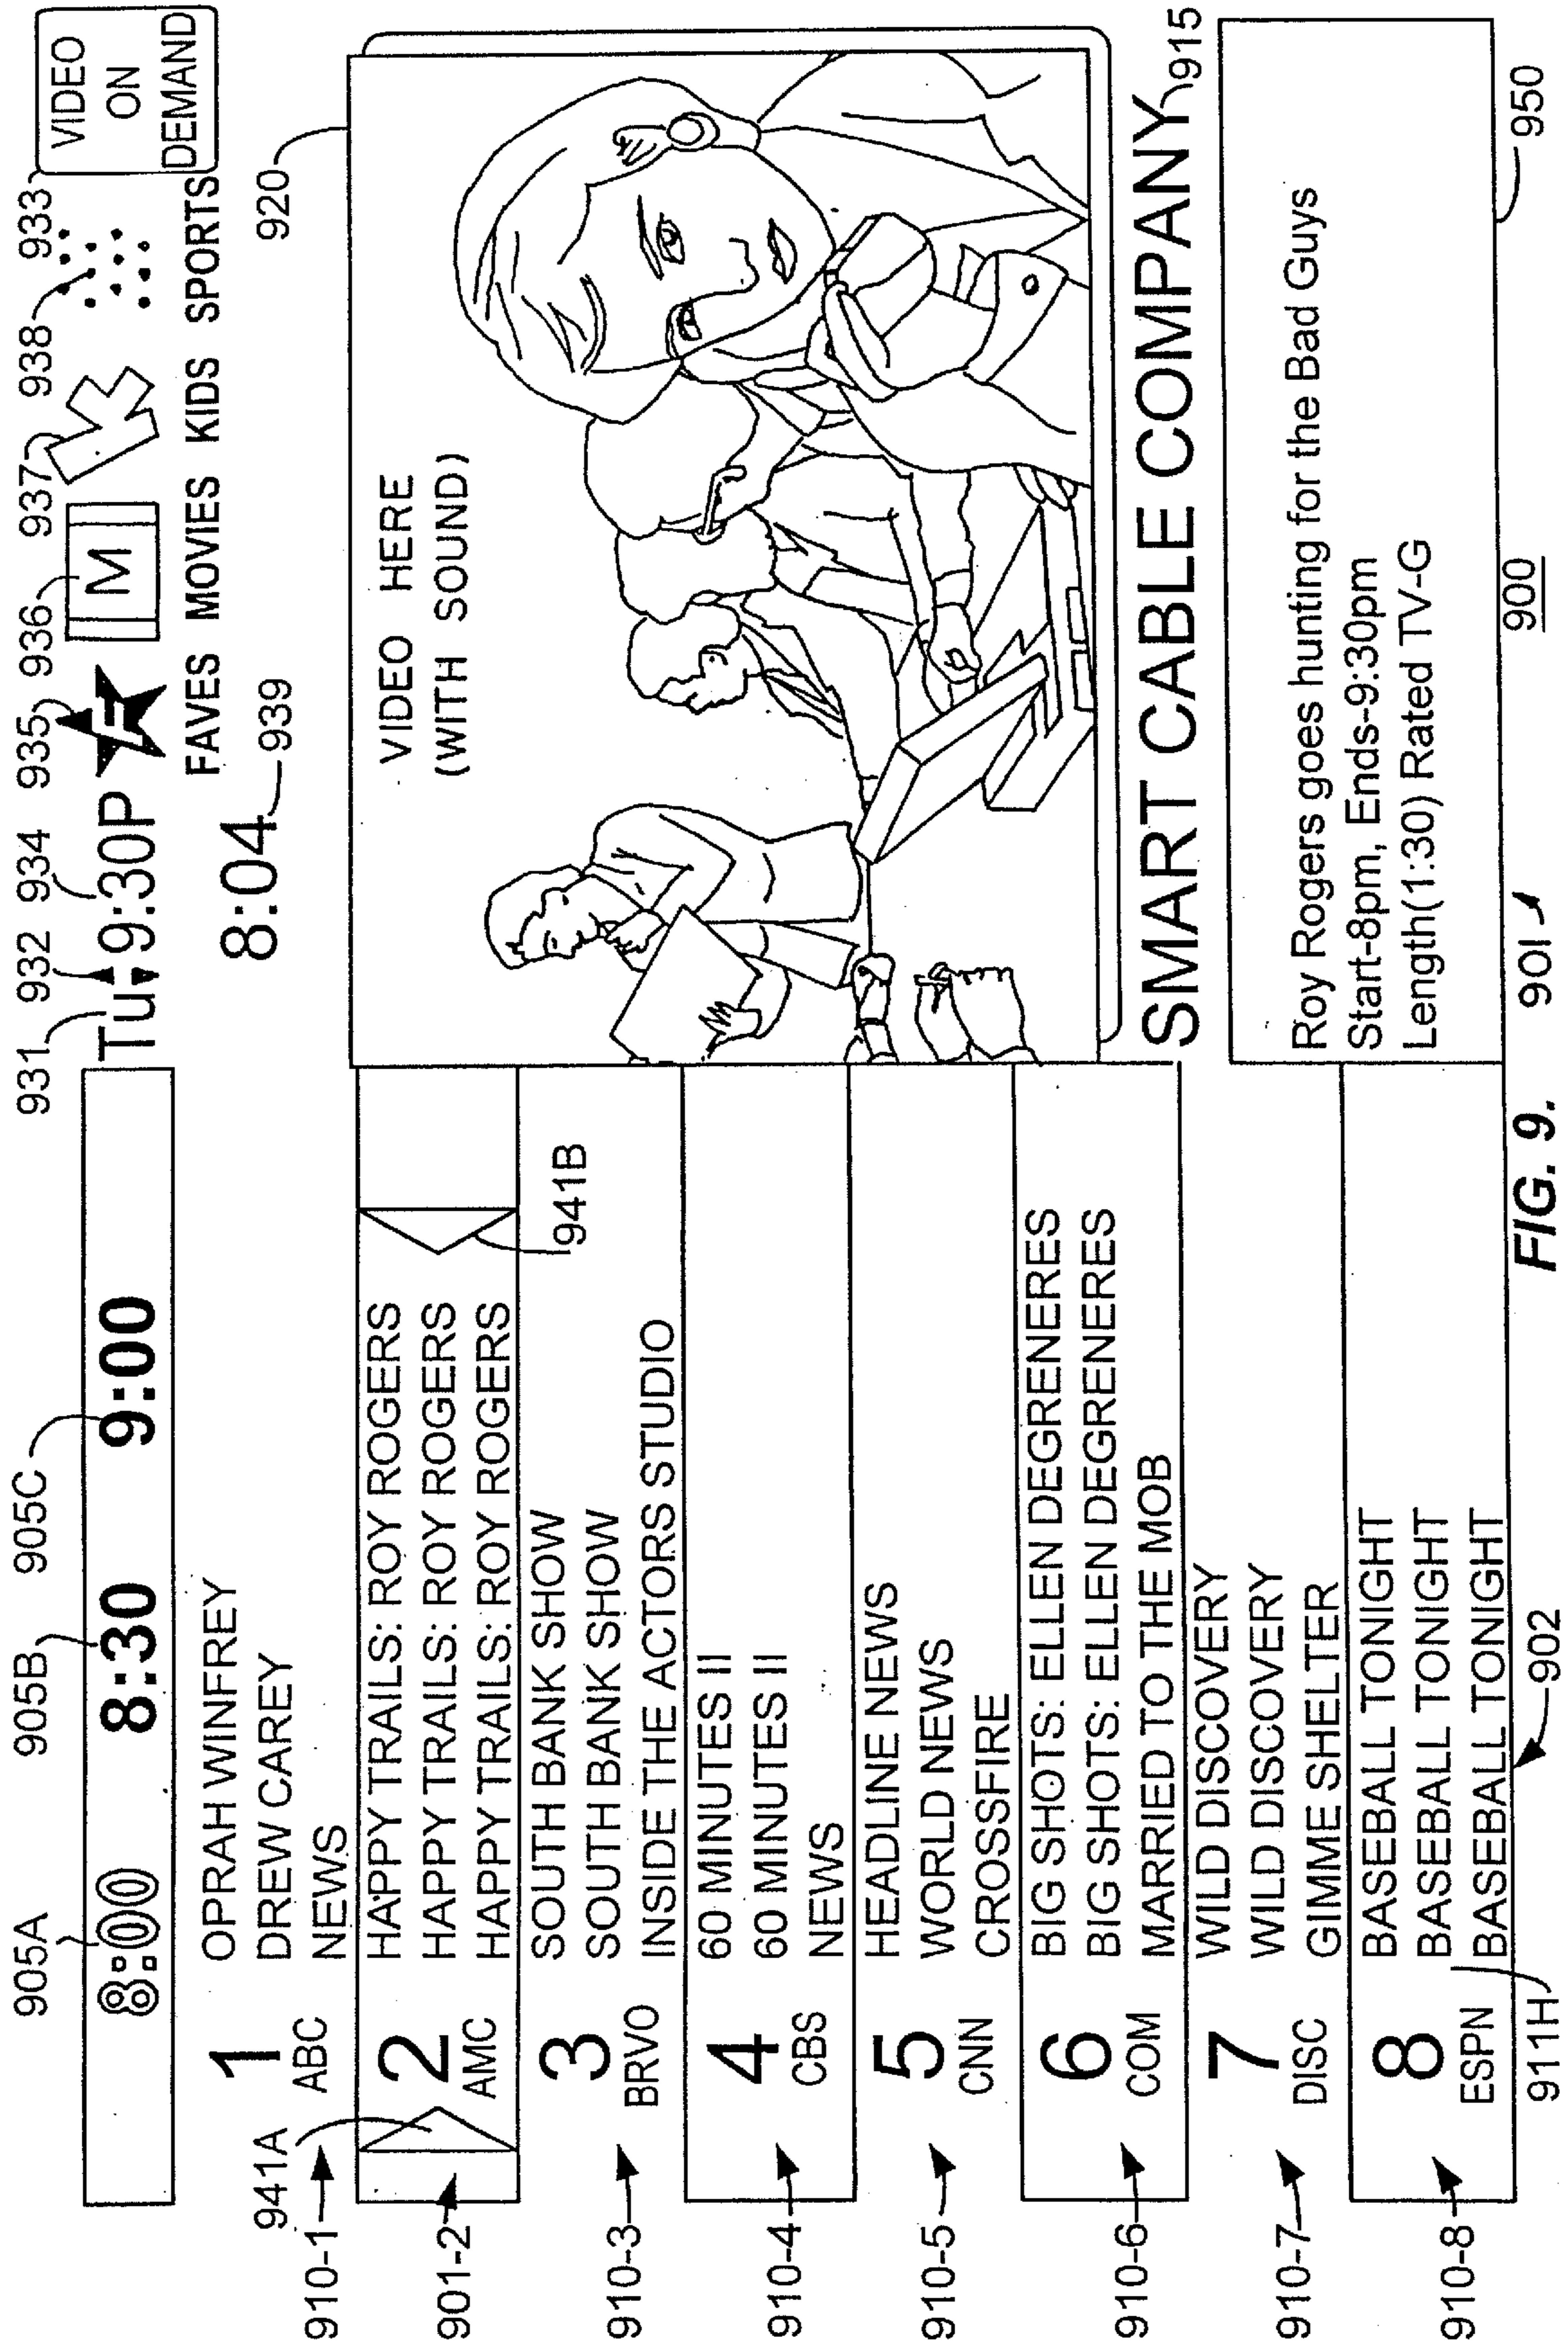 905A
905B
905C
931
932
934
935
936
937
938
933
8:00
8:30
9:00
Tu
9:30P
F
M
VIDEO
ON
DEMAND
FAVES MOVIES KIDS SPORTS
8:04
939
920
941A
910-1
1
ABC
OPRAH WINFREY
DREW CAREY
NEWS
901-2
2
AMC
HAPPY TRAILS: ROY ROGERS
HAPPY TRAILS: ROY ROGERS
HAPPY TRAILS: ROY ROGERS
941B
910-3
3
BRVO
SOUTH BANK SHOW
SOUTH BANK SHOW
INSIDE THE ACTORS STUDIO
910-4
4
CBS
60 MINUTES II
60 MINUTES II
NEWS
910-5
5
CNN
HEADLINE NEWS
WORLD NEWS
CROSSFIRE
910-6
6
COM
BIG SHOTS: ELLEN DEGRENERES
BIG SHOTS: ELLEN DEGRENERES
MARRIED TO THE MOB
910-7
7
DISC
WILD DISCOVERY
WILD DISCOVERY
GIMME SHELTER
910-8
8
ESPN
BASEBALL TONIGHT
BASEBALL TONIGHT
BASEBALL TONIGHT
911H
902
VIDEO HERE
(WITH SOUND)
SMART CABLE COMPANY
915
Roy Rogers goes hunting for the Bad Guys
Start-8pm, Ends-9:30pm
Length(1:30) Rated TV-G
950
901
900
FIG. 9.